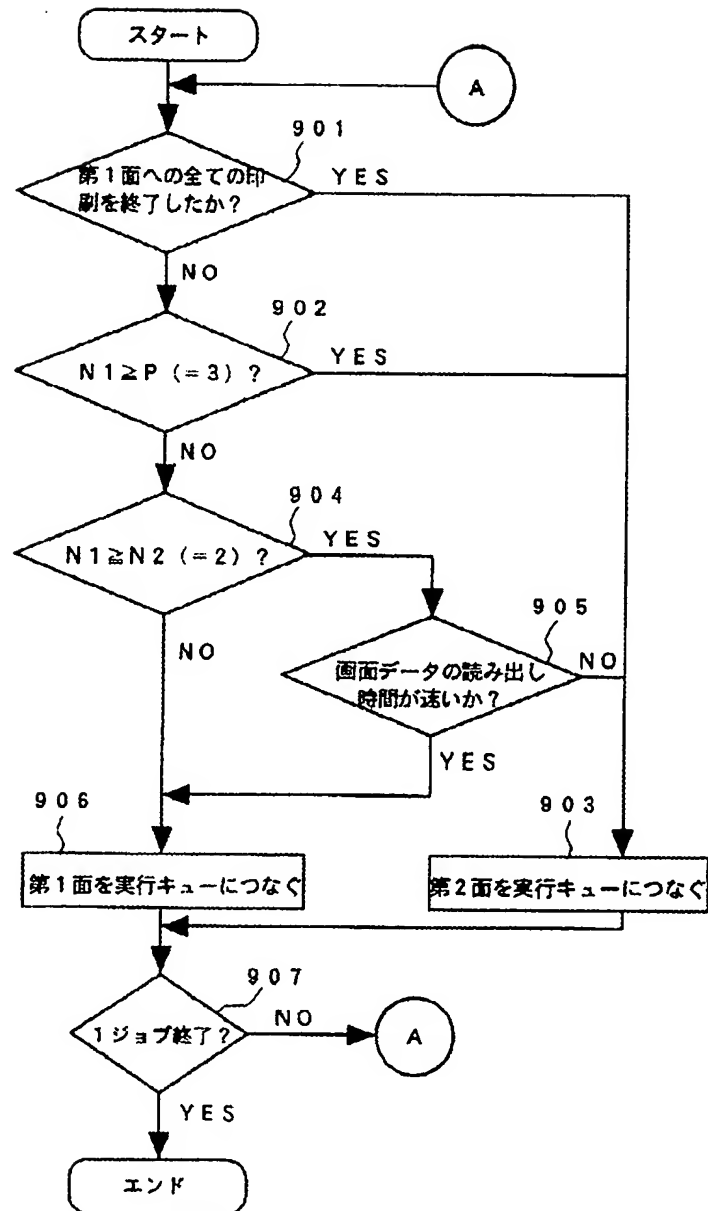 スタート
A
901
第1面への全ての印
刷を終了したか?
YES
NO
902
N1≧P(=3)?
YES
NO
904
N1≧N2(=2)?
YES
NO
905
画面データの読み出し
時間が速いか?
NO
YES
906
第1面を実行キューにつなぐ
903
第2面を実行キューにつなぐ
907
1ジョブ終了?
NO
A
YES
エンド